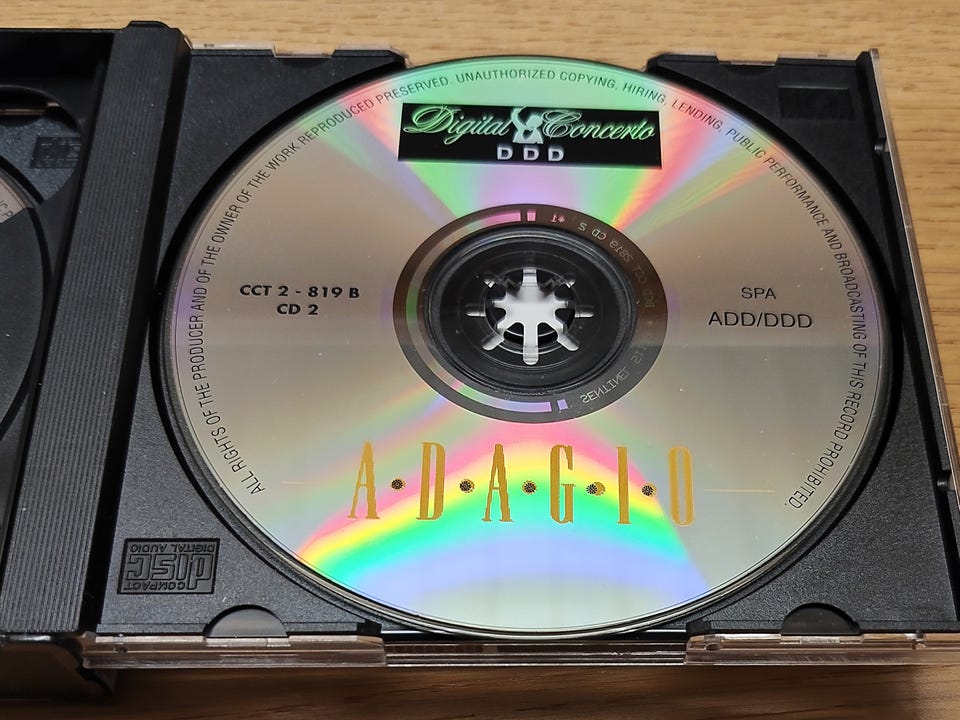 ALL RIGHTS OF THE PRODUCER AND OF THE OWNER OF THE WORK REPRODUCED PRESERVED. UNAUTHORIZED COPYING, HIRING, LENDING, PUBLIC PERFORMANCE AND BROADCASTING OF THIS RECORD PROHIBITED.
Digital Concerto
DDD
CCT 2 - 819 B
CD 2
SPA
ADD/DDD
SENTINEL
A·D·A·G·I·O
COMPACT
disc
DIGITAL AUDIO